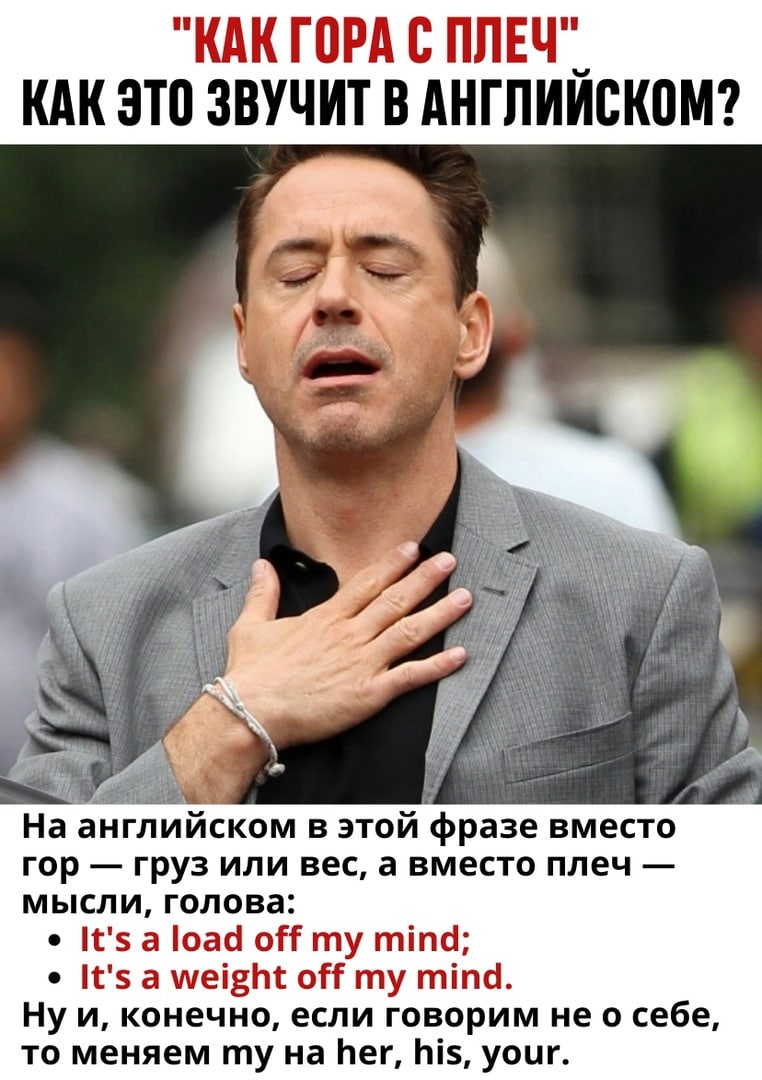 "КАК ГОРА С ПЛЕЧ"
КАК ЭТО ЗВУЧИТ В АНГЛИЙСКОМ?
На английском в этой фразе вместо
гор — груз или вес, а вместо плеч —
мысли, голова:
• It's a load off my mind;
• It's a weight off my mind.
Ну и, конечно, если говорим не о себе,
то меняем my на her, his, your.